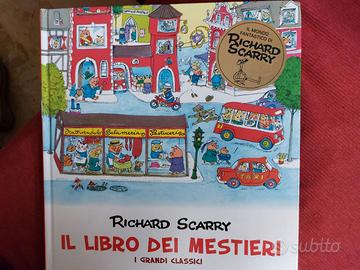 IL MONDO
FANTASTICO DI
RICHARD
SCARRY
Salumeria
Pasticceria
TAXI
RICHARD SCARRY
IL LIBRO DEI MESTIERI
I GRANDI CLASSICI
subito